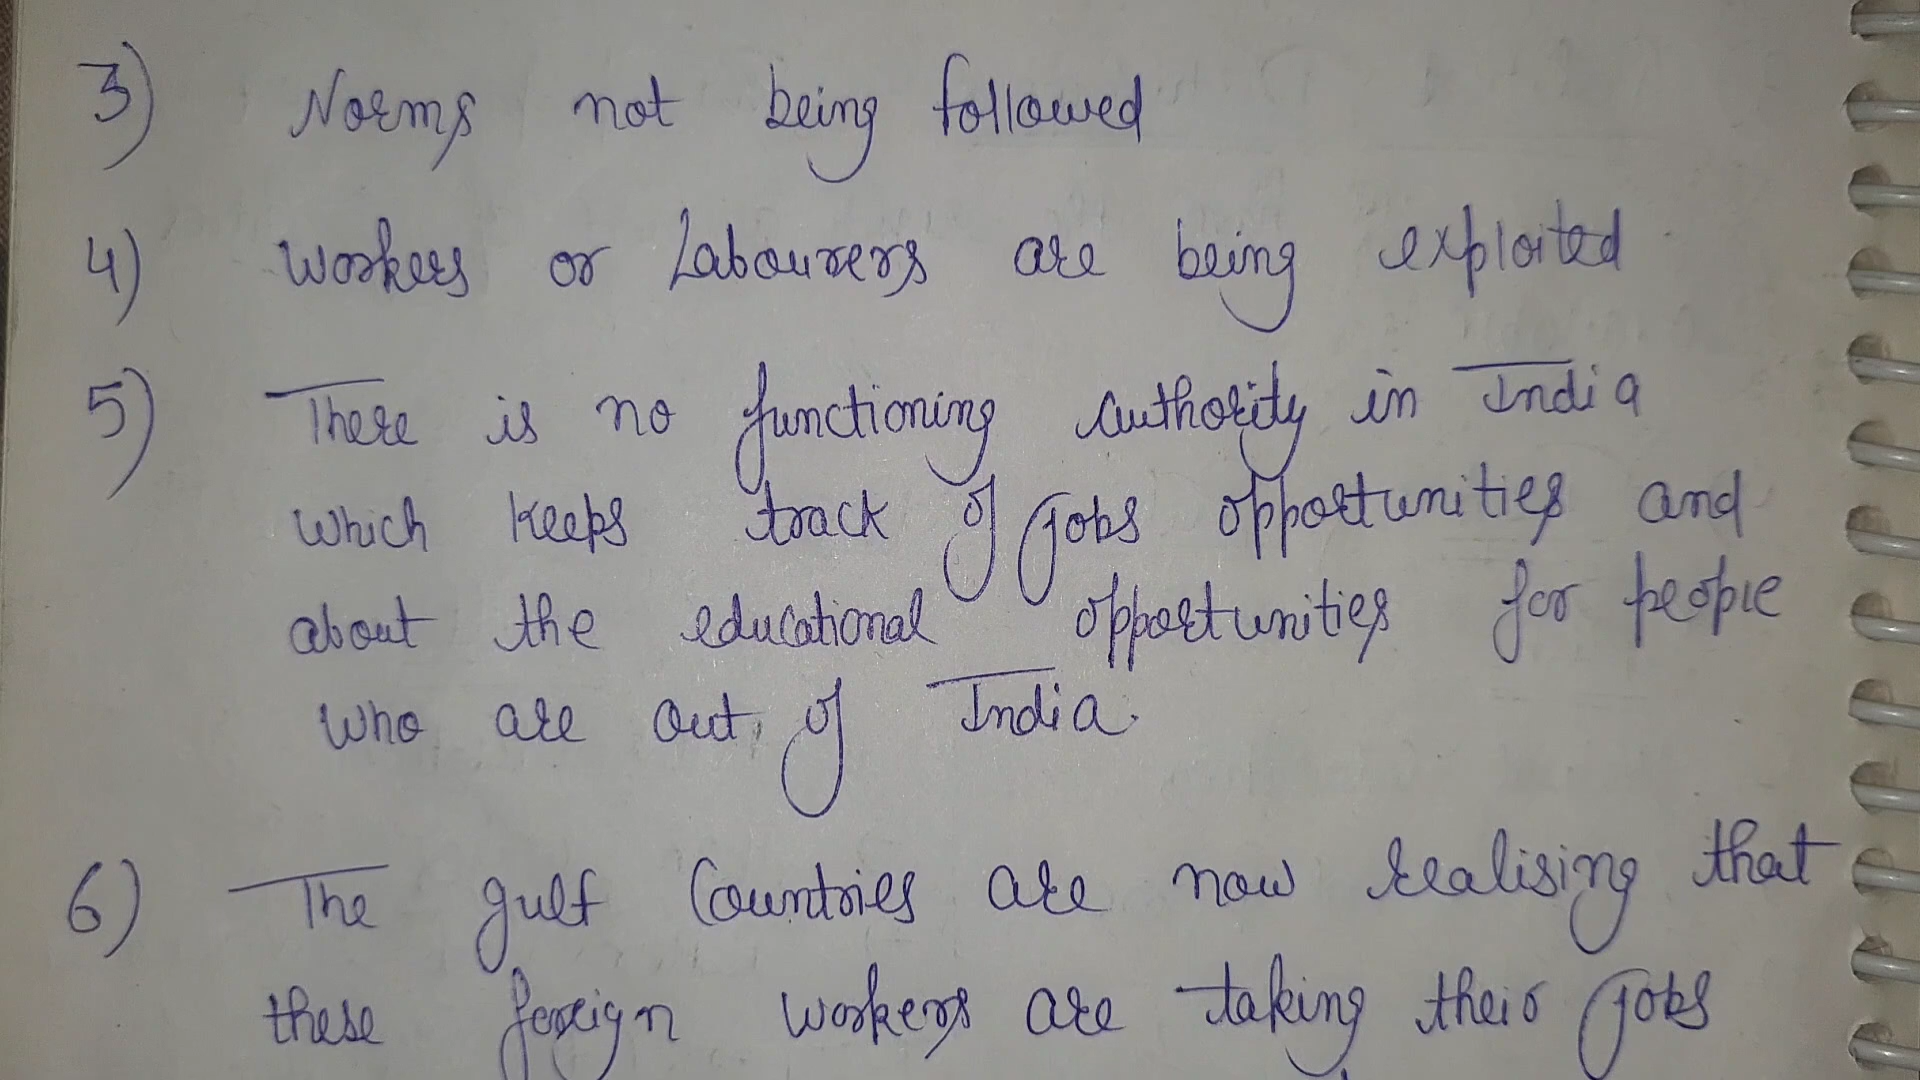 3) Norms not being followed
4) Workers or Labourers are being exploited
5) There is no functioning authority in India
which keeps track of jobs opportunities and
about the educational opportunities for people
who are out of India.
6) The gulf Countries are now realising that
these foreign workers are taking their jobs